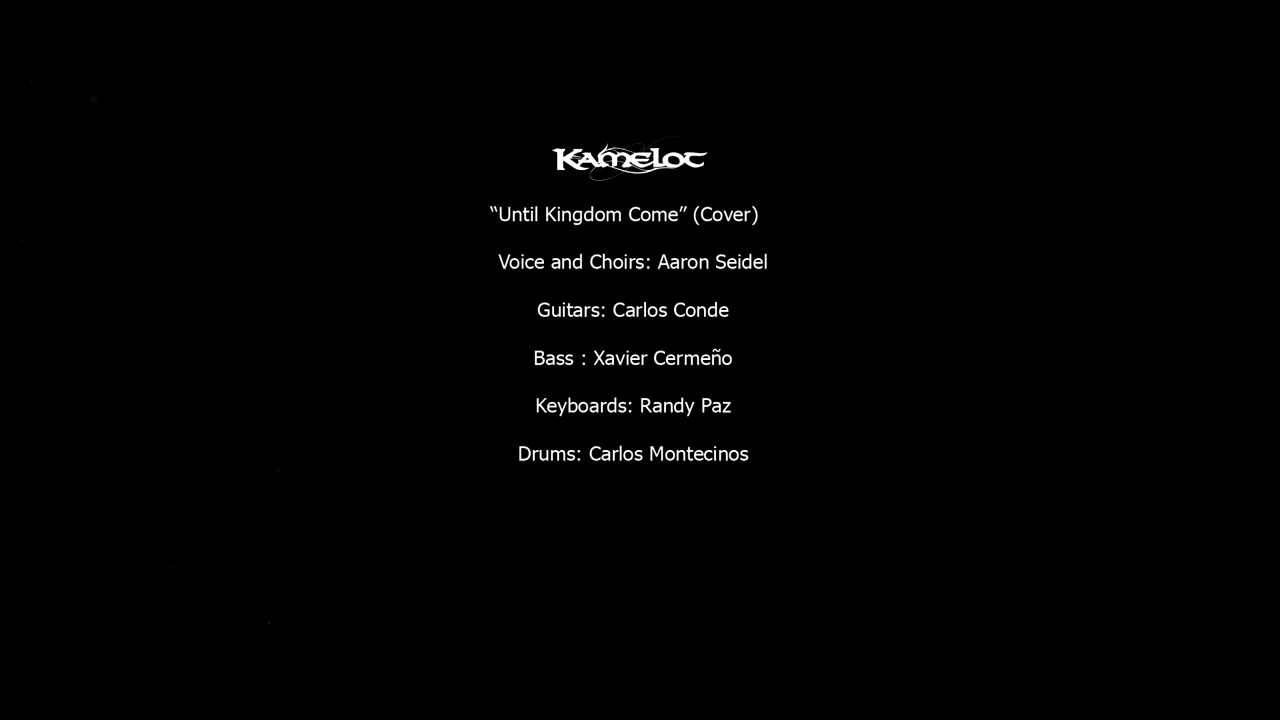 Kamelot
“Until Kingdom Come” (Cover)
Voice and Choirs: Aaron Seidel
Guitars: Carlos Conde
Bass : Xavier Cermeño
Keyboards: Randy Paz
Drums: Carlos Montecinos